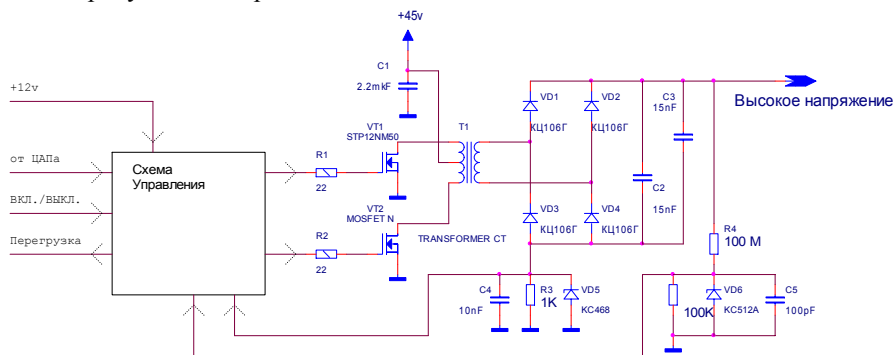 +45v
C1
2.2mkF
+12v
от ЦАПа
ВКЛ./ВЫКЛ.
Перегрузка
Схема
Управления
R1
22
R2
22
VT1
STP12NM50
VT2
MOSFET N
T1
TRANSFORMER CT
VD1
КЦ106Г
VD2
КЦ106Г
VD3
КЦ106Г
VD4
КЦ106Г
C3
15nF
C2
15nF
Высокое напряжение
R4
100 M
C4
10nF
R3
1K
VD5
KC468
100K
VD6
KC512A
C5
100pF